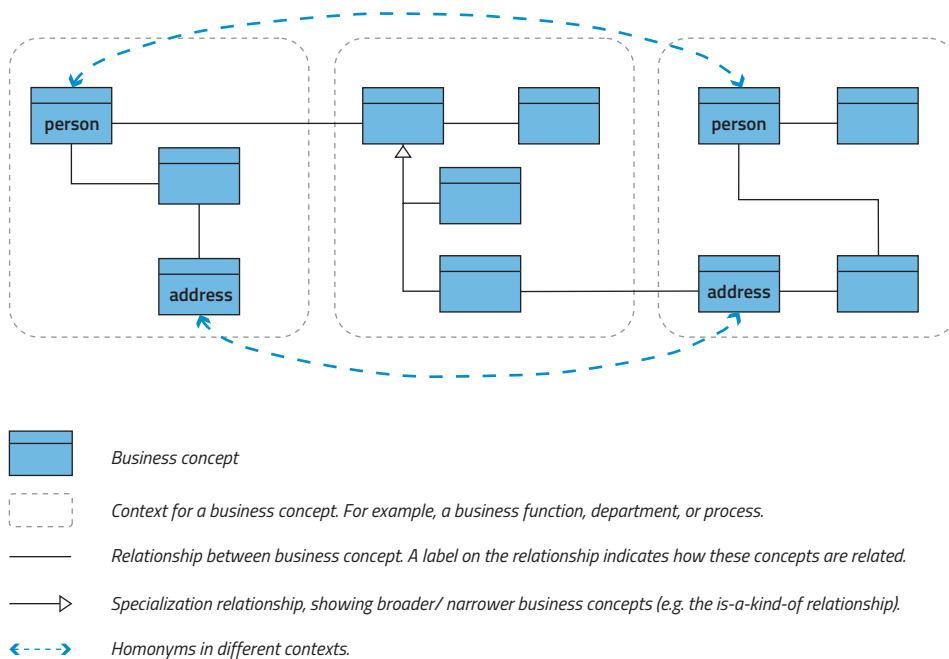 person
person
address
address
Business concept
Context for a business concept. For example, a business function, department, or process.
Relationship between business concept. A label on the relationship indicates how these concepts are related.
Specialization relationship, showing broader/ narrower business concepts (e.g. the is-a-kind-of relationship).
Homonyms in different contexts.